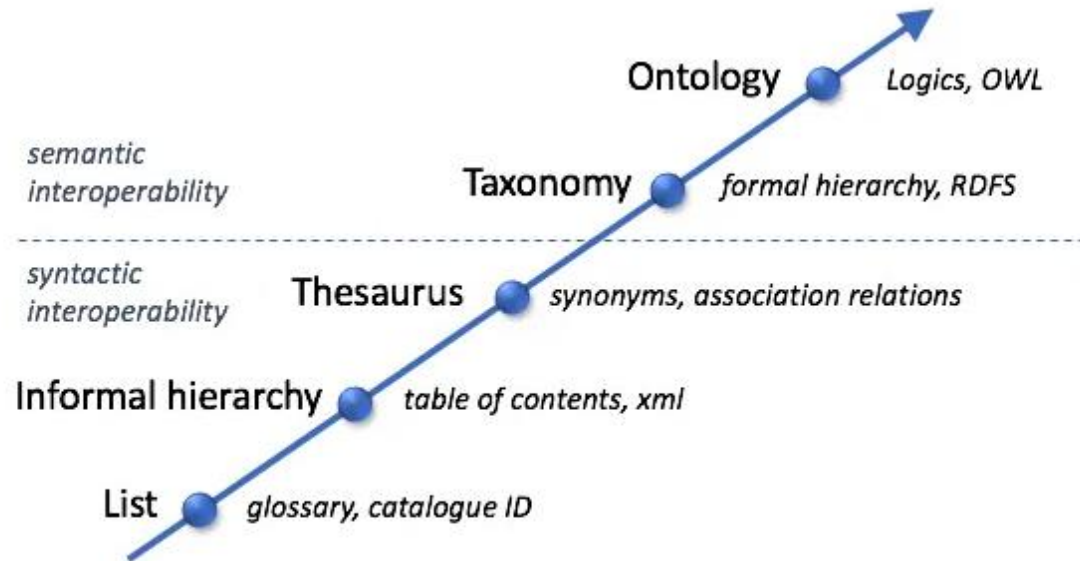 Ontology
Logics, OWL
semantic
interoperability
Taxonomy
formal hierarchy, RDFS
syntactic
interoperability
Thesaurus
synonyms, association relations
Informal hierarchy
table of contents, xml
List
glossary, catalogue ID